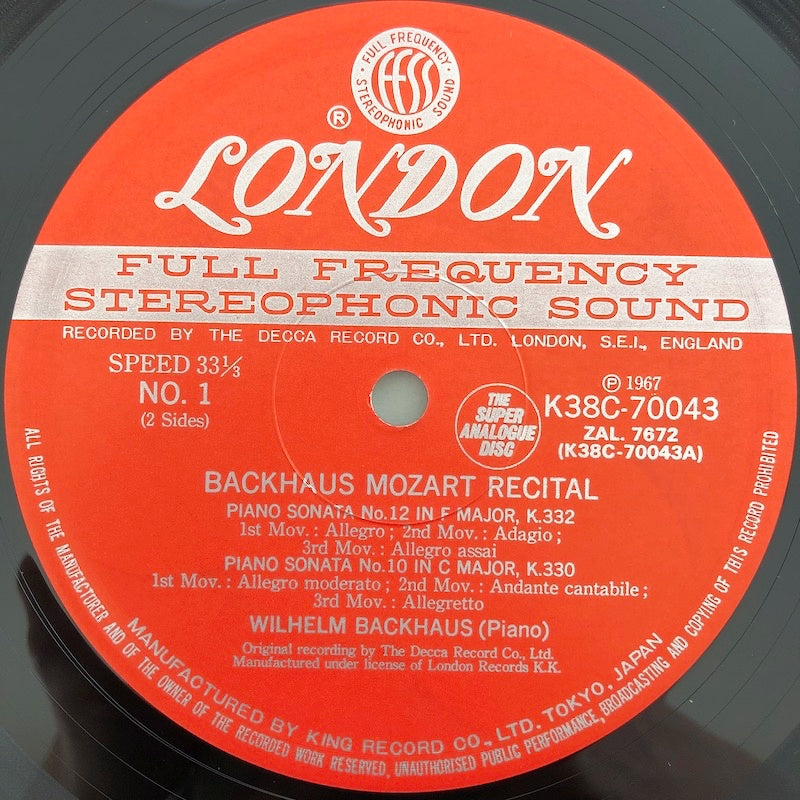 FULL FREQUENCY
FFSS
STEREOPHONIC SOUND
®
LONDON
FULL FREQUENCY
STEREOPHONIC SOUND
RECORDED BY THE DECCA RECORD CO., LTD. LONDON, S.E.I., ENGLAND
SPEED 33⅓
NO. 1
(2 Sides)
THE
SUPER
ANALOGUE
DISC
℗ 1967
K38C-70043
ZAL. 7672
(K38C-70043A)
BACKHAUS MOZART RECITAL
PIANO SONATA No.12 IN F MAJOR, K.332
1st Mov.: Allegro; 2nd Mov.: Adagio;
3rd Mov.: Allegro assai
PIANO SONATA No.10 IN C MAJOR, K.330
1st Mov.: Allegro moderato; 2nd Mov.: Andante cantabile;
3rd Mov.: Allegretto
WILHELM BACKHAUS (Piano)
Original recording by The Decca Record Co., Ltd.
Manufactured under license of London Records K.K.
MANUFACTURED BY KING RECORD CO., LTD. TOKYO, JAPAN
ALL RIGHTS OF THE MANUFACTURER AND OF THE OWNER OF THE RECORDED WORK RESERVED, UNAUTHORISED PUBLIC PERFORMANCE, BROADCASTING AND COPYING OF THIS RECORD PROHIBITED